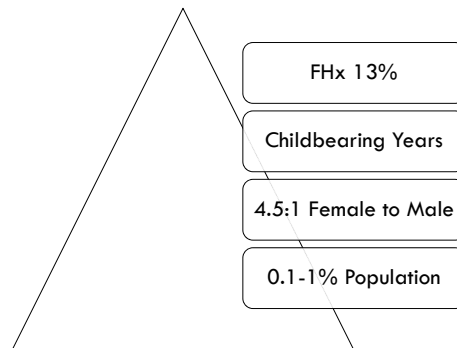 FHx 13%
Childbearing Years
4.5:1 Female to Male
0.1-1% Population